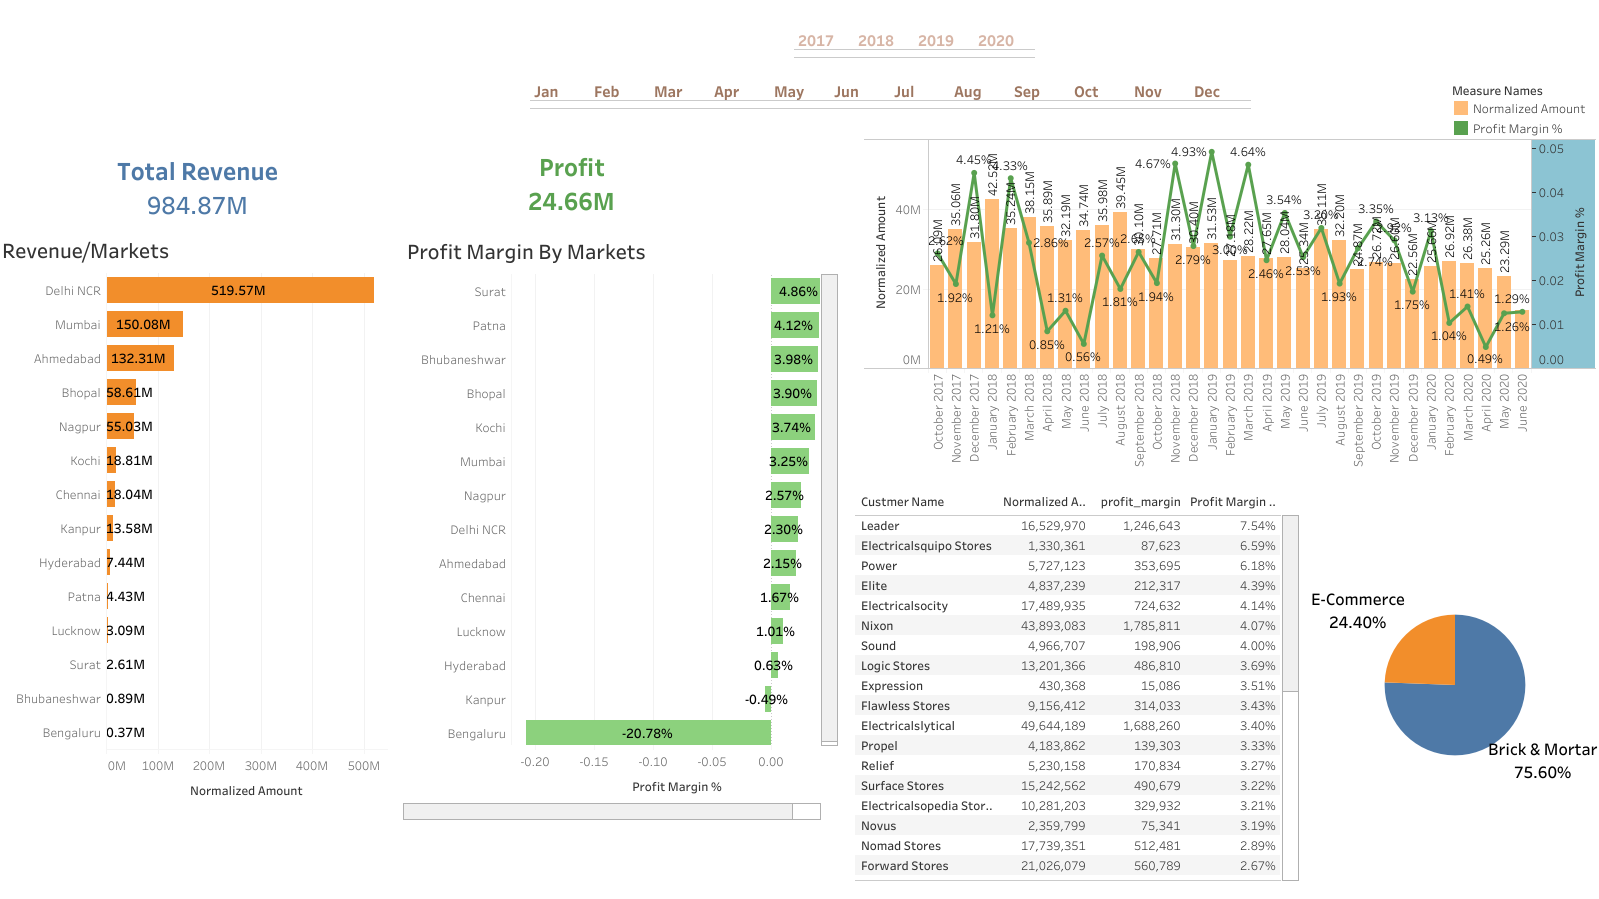 2017 2018 2019 2020
Jan Feb Mar Apr May Jun Jul Aug Sep Oct Nov Dec
Measure Names
Normalized Amount
Profit Margin %
Total Revenue
984.87M
Profit
24.66M
Revenue/Markets
Delhi NCR 519.57M
Mumbai 150.08M
Ahmedabad 132.31M
Bhopal 58.61M
Nagpur 55.03M
Kochi 18.81M
Chennai 18.04M
Kanpur 13.58M
Hyderabad 7.44M
Patna 4.43M
Lucknow 3.09M
Surat 2.61M
Bhubaneshwar 0.89M
Bengaluru 0.37M
0M 100M 200M 300M 400M 500M
Normalized Amount
Profit Margin By Markets
Surat 4.86%
Patna 4.12%
Bhubaneshwar 3.98%
Bhopal 3.90%
Kochi 3.74%
Mumbai 3.25%
Nagpur 2.57%
Delhi NCR 2.30%
Ahmedabad 2.15%
Chennai 1.67%
Lucknow 1.01%
Hyderabad 0.63%
Kanpur -0.49%
Bengaluru -20.78%
-0.20 -0.15 -0.10 -0.05 0.00
Profit Margin %
Normalized Amount
40M
20M
0M
35.06M 31.80M 38.15M 35.89M 32.19M 34.74M 35.98M 39.45M 31.30M 31.53M 28.22M 27.65M 28.04M 32.20M 22.56M 26.92M 26.38M 25.26M 23.29M
2.62% 1.92% 4.45% 1.21% 4.33% 2.86% 0.85% 1.31% 0.56% 2.57% 1.81% 1.94% 4.67% 2.79% 4.93% 4.64% 2.46% 3.54% 2.53% 1.93% 2.74% 3.35% 1.75% 3.13% 1.04% 1.41% 0.49% 1.26% 1.29%
0.05
0.04
0.03
0.02
0.01
0.00
Profit Margin %
October 2017
November 2017
December 2017
January 2018
February 2018
March 2018
April 2018
May 2018
June 2018
July 2018
August 2018
September 2018
October 2018
November 2018
December 2018
January 2019
February 2019
March 2019
April 2019
May 2019
June 2019
July 2019
August 2019
September 2019
October 2019
November 2019
December 2019
January 2020
February 2020
March 2020
April 2020
May 2020
June 2020
Custmer Name Normalized A.. profit_margin Profit Margin ..
Leader 16,529,970 1,246,643 7.54%
Electricalsquipo Stores 1,330,361 87,623 6.59%
Power 5,727,123 353,695 6.18%
Elite 4,837,239 212,317 4.39%
Electricalsocity 17,489,935 724,632 4.14%
Nixon 43,893,083 1,785,811 4.07%
Sound 4,966,707 198,906 4.00%
Logic Stores 13,201,366 486,810 3.69%
Expression 430,368 15,086 3.51%
Flawless Stores 9,156,412 314,033 3.43%
Electricalslytical 49,644,189 1,688,260 3.40%
Propel 4,183,862 139,303 3.33%
Relief 5,230,158 170,834 3.27%
Surface Stores 15,242,562 490,679 3.22%
Electricalsopedia Stor.. 10,281,203 329,932 3.21%
Novus 2,359,799 75,341 3.19%
Nomad Stores 17,739,351 512,481 2.89%
Forward Stores 21,026,079 560,789 2.67%
E-Commerce
24.40%
Brick & Mortar
75.60%